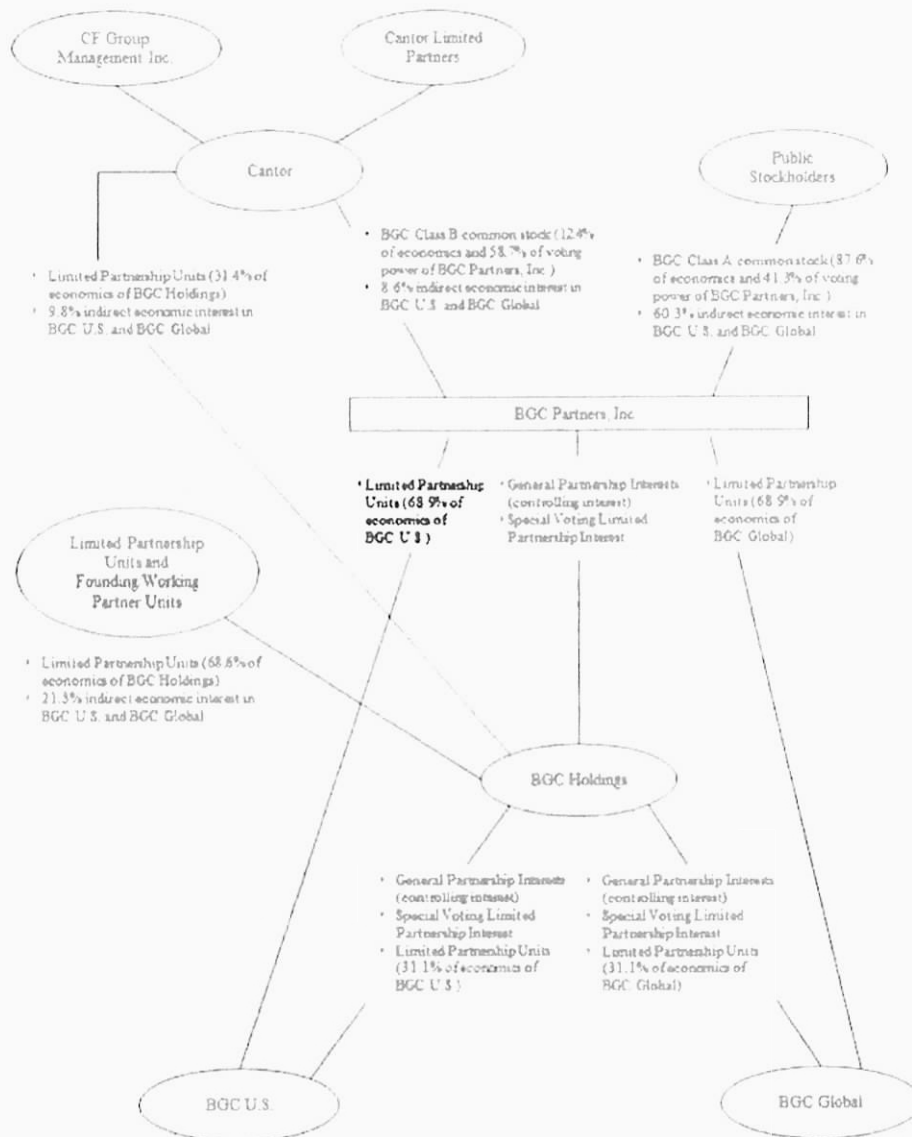 CF Group
Management Inc.
Cantor Limited
Partners
Cantor
Public
Stockholders
• BGC Class B common stock (12.4%
of economics and 58.7% of voting
power of BGC Partners, Inc.)
• 8.6% indirect economic interest in
BGC U.S. and BGC Global
• BGC Class A common stock (87.6%
of economics and 41.3% of voting
power of BGC Partners, Inc.)
• 60.3% indirect economic interest in
BGC U.S. and BGC Global
• Limited Partnership Units (31.4% of
economics of BGC Holdings)
• 9.8% indirect economic interest in
BGC U.S. and BGC Global
BGC Partners, Inc
• Limited Partnership
Units (68.9% of
economics of
BGC U.S.)
• General Partnership Interests
(controlling interest)
• Special Voting Limited
Partnership Interest
• Limited Partnership
Units (68.9% of
economics of
BGC Global)
Limited Partnership
Units and
Founding Working
Partner Units
• Limited Partnership Units (68.6% of
economics of BGC Holdings)
• 21.3% indirect economic interest in
BGC U.S. and BGC Global
BGC Holdings
• General Partnership Interests
(controlling interest)
• Special Voting Limited
Partnership Interest
• Limited Partnership Units
(31.1% of economics of
BGC U.S.)
• General Partnership Interests
(controlling interest)
• Special Voting Limited
Partnership Interest
• Limited Partnership Units
(31.1% of economics of
BGC Global)
BGC U.S.
BGC Global